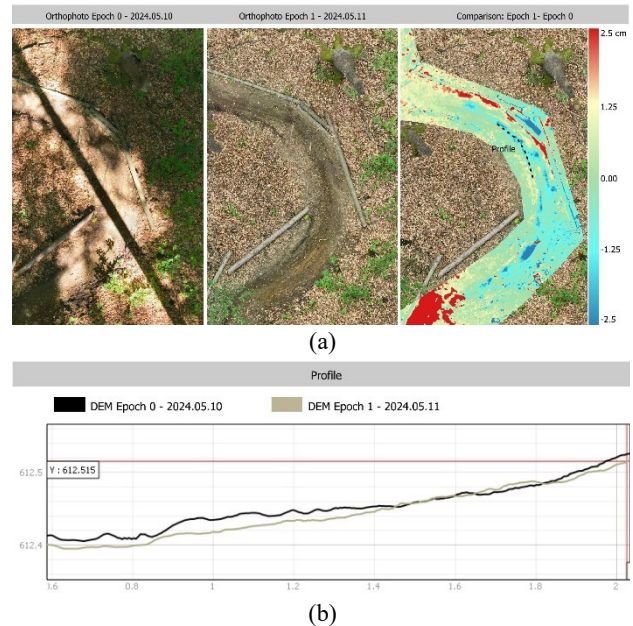 Orthophoto Epoch 0 - 2024.05.10 Orthophoto Epoch 1 - 2024.05.11 Comparison: Epoch 1- Epoch 0
2.5 cm
1.25
Profile
0.00
-1.25
-2.5
(a)
Profile
DEM Epoch 0 - 2024.05.10 DEM Epoch 1 - 2024.05.11
612.5
Y : 612.515
612.4
0.6 0.8 1 1.2 1.4 1.6 1.8 2
(b)